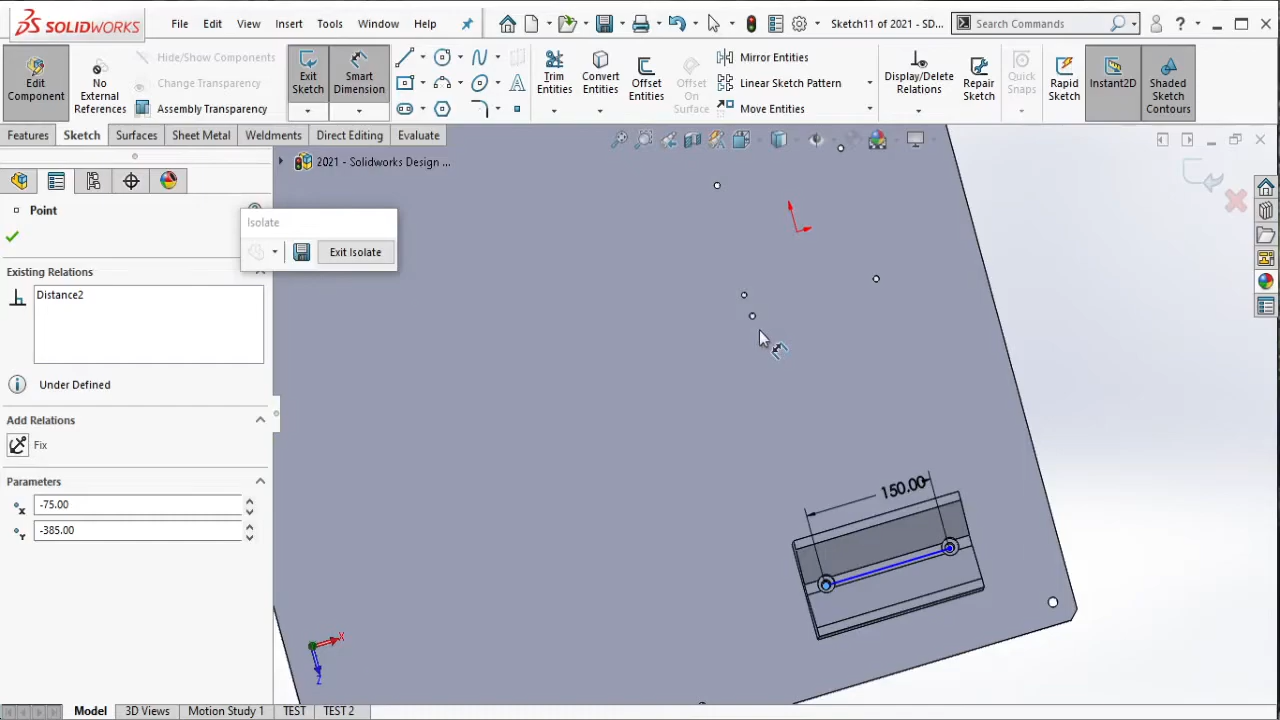 SOLIDWORKS File Edit View Insert Tools Window Help Sketch11 of 2021 - SD... Search Commands ?
Edit Component
No External References
Hide/Show Components
Change Transparency
Assembly Transparency
Exit Sketch
Smart Dimension
Trim Entities
Convert Entities
Offset Entities
Offset On Surface
Mirror Entities
Linear Sketch Pattern
Move Entities
Display/Delete Relations
Repair Sketch
Quick Snaps
Rapid Sketch
Instant2D
Shaded Sketch Contours
Features Sketch Surfaces Sheet Metal Weldments Direct Editing Evaluate
2021 - Solidworks Design ...
Point
Isolate
Exit Isolate
Existing Relations
Distance2
Under Defined
Add Relations
Fix
Parameters
X -75.00
Y -385.00
150.00
X
Z
Model 3D Views Motion Study 1 TEST TEST 2